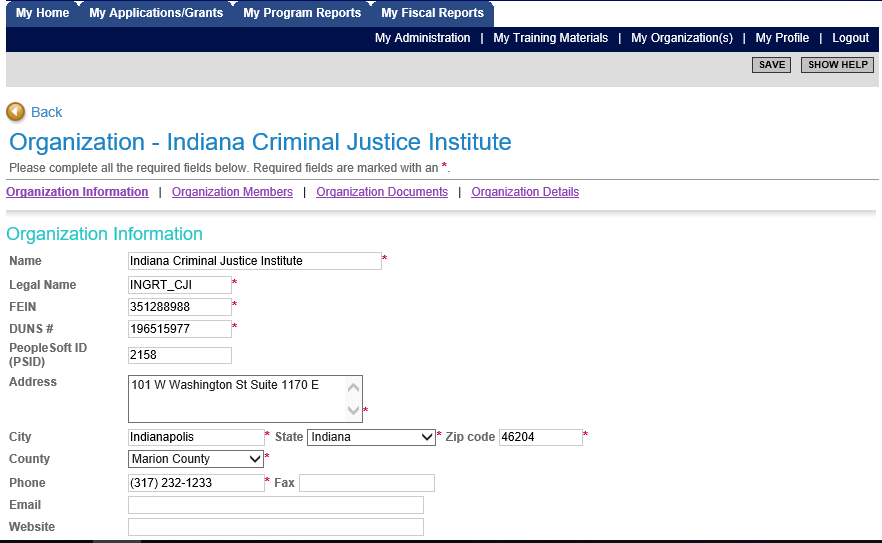 My Home My Applications/Grants My Program Reports My Fiscal Reports
My Administration | My Training Materials | My Organization(s) | My Profile | Logout
SAVE SHOW HELP
Back
Organization - Indiana Criminal Justice Institute
Please complete all the required fields below. Required fields are marked with an *.
Organization Information | Organization Members | Organization Documents | Organization Details
Organization Information
Name Indiana Criminal Justice Institute *
Legal Name INGRT_CJI *
FEIN 351288988 *
DUNS # 196515977 *
PeopleSoft ID
(PSID) 2158
Address 101 W Washington St Suite 1170 E *
City Indianapolis * State Indiana * Zip code 46204 *
County Marion County *
Phone (317) 232-1233 * Fax
Email
Website